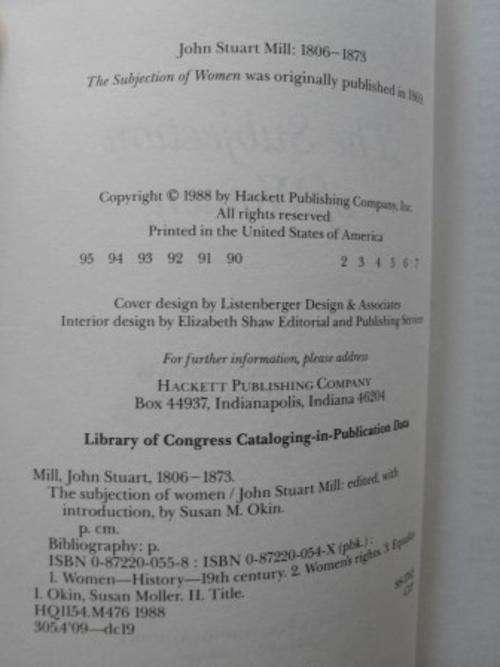 John Stuart Mill: 1806–1873
The Subjection of Women was originally published in 1869.
Copyright © 1988 by Hackett Publishing Company, Inc.
All rights reserved
Printed in the United States of America
95 94 93 92 91 90 2 3 4 5 6 7
Cover design by Listenberger Design & Associates
Interior design by Elizabeth Shaw Editorial and Publishing Services
For further information, please address
HACKETT PUBLISHING COMPANY
Box 44937, Indianapolis, Indiana 46204
Library of Congress Cataloging-in-Publication Data
Mill, John Stuart, 1806–1873.
The subjection of women / John Stuart Mill: edited, with
introduction, by Susan M. Okin.
p. cm.
Bibliography: p.
ISBN 0-87220-055-8 : ISBN 0-87220-054-X (pbk.) :
1. Women—History—19th century. 2. Women's rights. 3. Equality
I. Okin, Susan Moller. II. Title.
HQ1154.M476 1988
305.4'09—dc19